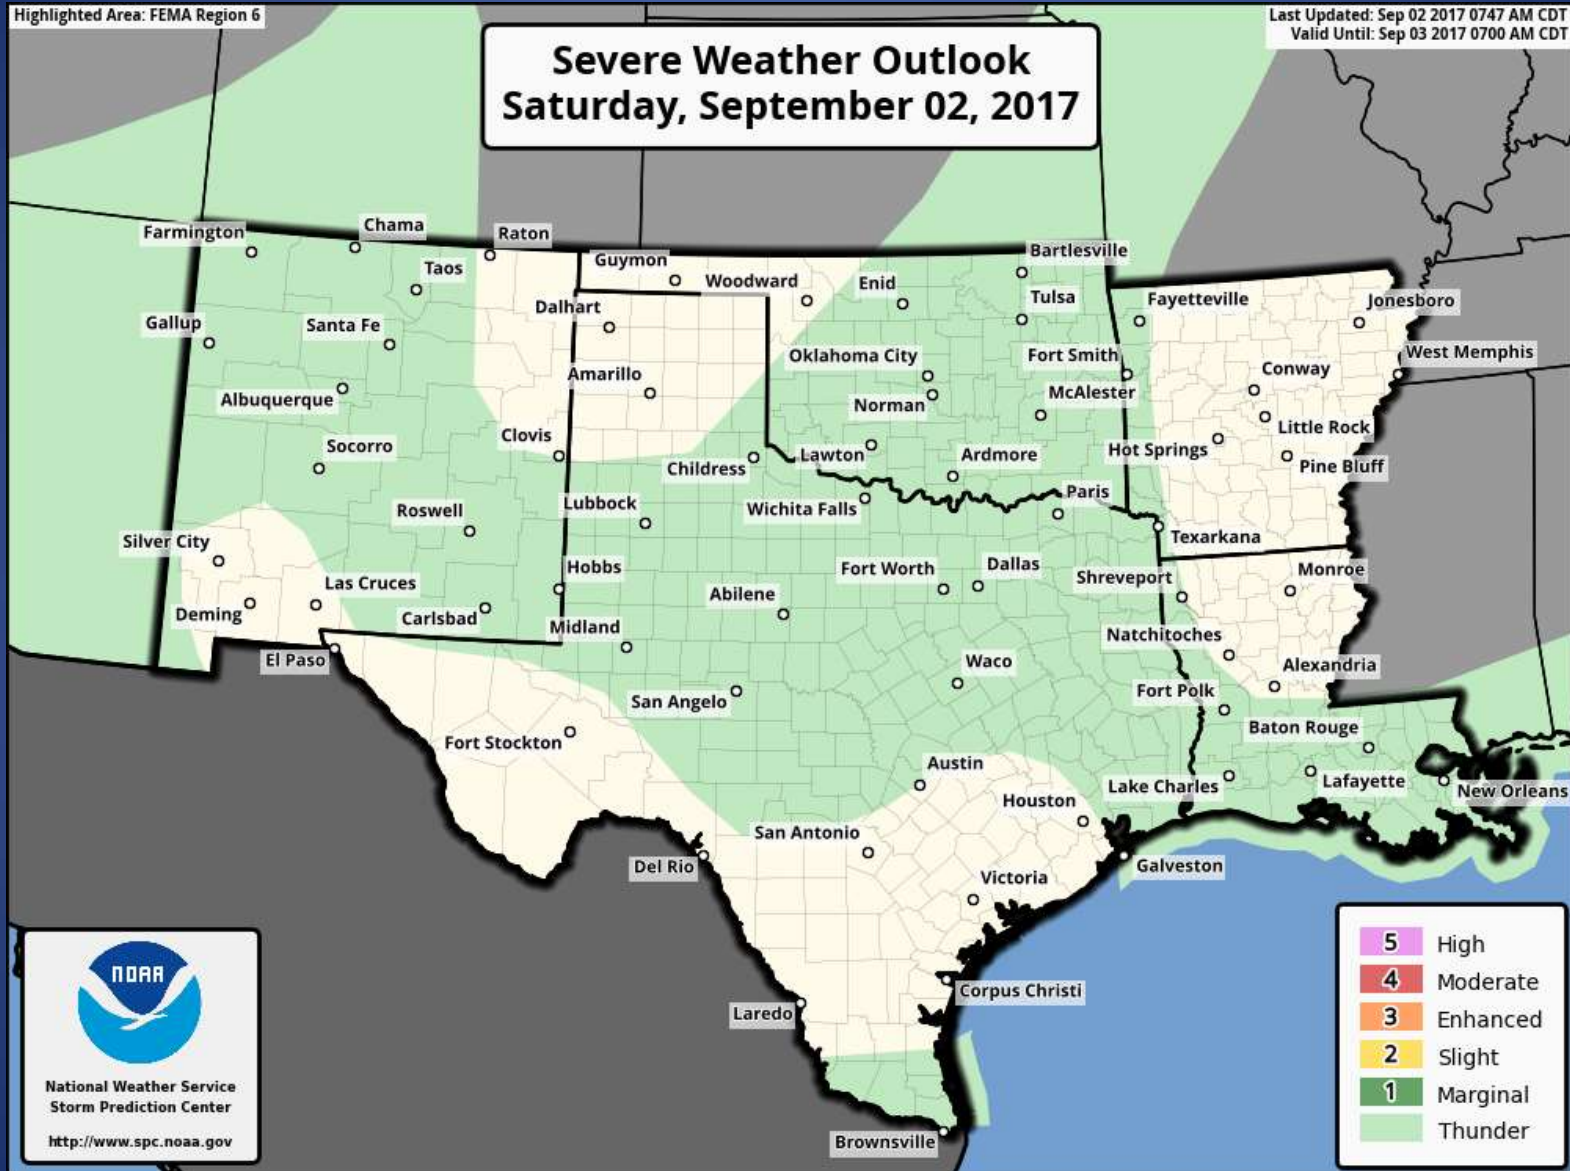 Highlighted Area: FEMA Region 6
Last Updated: Sep 02 2017 0747 AM CDT
Valid Until: Sep 03 2017 0700 AM CDT
Severe Weather Outlook
Saturday, September 02, 2017
Farmington
Chama
Raton
Taos
Guymon
Woodward
Enid
Bartlesville
Tulsa
Fayetteville
Jonesboro
Gallup
Santa Fe
Dalhart
Oklahoma City
Fort Smith
West Memphis
Albuquerque
Amarillo
Norman
McAlester
Conway
Little Rock
Socorro
Clovis
Childress
Lawton
Ardmore
Hot Springs
Pine Bluff
Roswell
Lubbock
Wichita Falls
Paris
Texarkana
Silver City
Las Cruces
Hobbs
Fort Worth
Dallas
Shreveport
Monroe
Deming
Carlsbad
Abilene
Midland
Natchitoches
El Paso
San Angelo
Waco
Fort Polk
Alexandria
Fort Stockton
Austin
Baton Rouge
Houston
Lake Charles
Lafayette
New Orleans
San Antonio
Del Rio
Victoria
Galveston
Laredo
Corpus Christi
Brownsville
NOAA
National Weather Service
Storm Prediction Center
http://www.spc.noaa.gov
5 High
4 Moderate
3 Enhanced
2 Slight
1 Marginal
Thunder